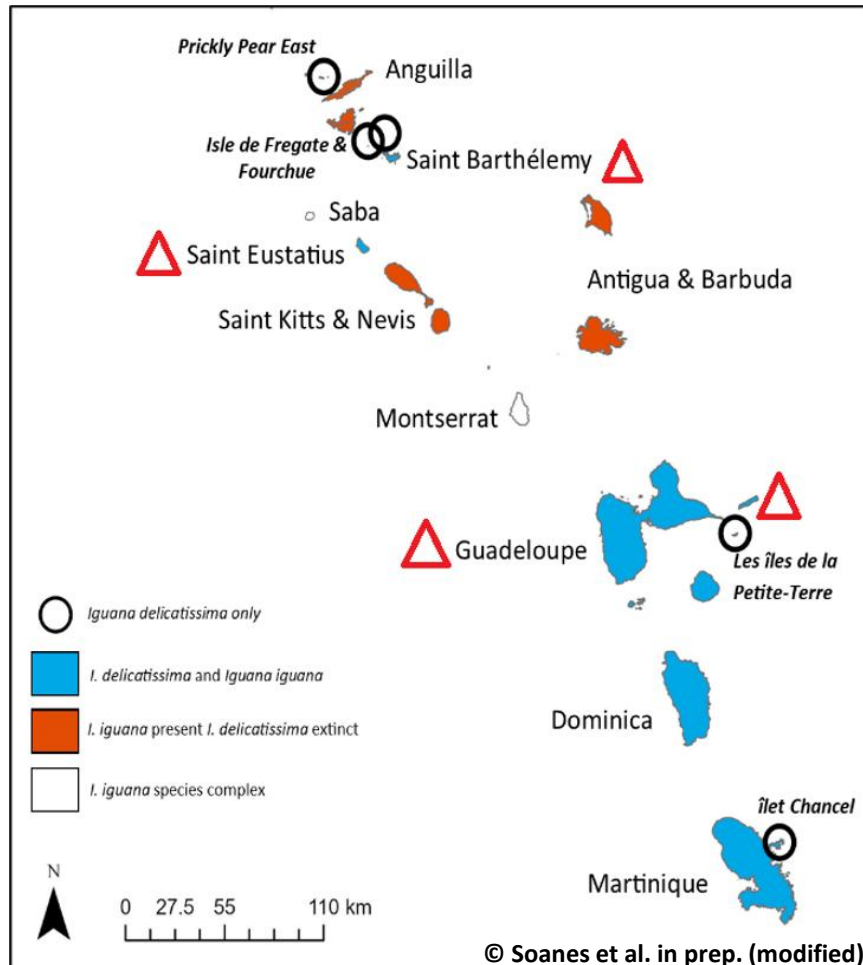 Prickly Pear East
Anguilla
Isle de Fregate &
Fourchue
Saint Barthélemy
Saba
Saint Eustatius
Antigua & Barbuda
Saint Kitts & Nevis
Montserrat
Guadeloupe
Les îles de la
Petite-Terre
Iguana delicatissima only
I. delicatissima and Iguana iguana
Dominica
I. iguana present I. delicatissima extinct
I. iguana species complex
îlet Chancel
N
Martinique
0 27.5 55 110 km
© Soanes et al. in prep. (modified)